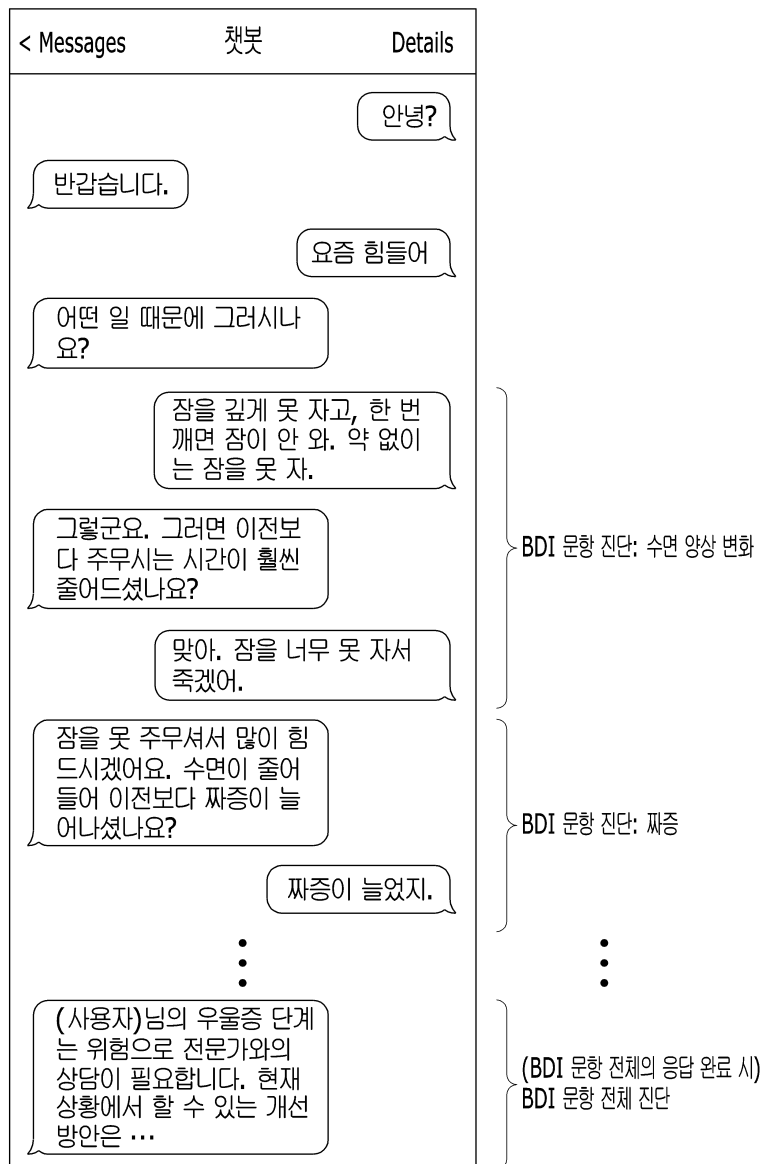 < Messages 챗봇 Details
안녕?
반갑습니다.
요즘 힘들어
어떤 일 때문에 그러시나
요?
잠을 깊게 못 자고, 한 번
깨면 잠이 안 와. 약 없이
는 잠을 못 자.
그렇군요. 그러면 이전보
다 주무시는 시간이 훨씬
줄어드셨나요?
맞아. 잠을 너무 못 자서
죽겠어.
BDI 문항 진단: 수면 양상 변화
잠을 못 주무셔서 많이 힘
드시겠어요. 수면이 줄어
들어 이전보다 짜증이 늘
어나셨나요?
짜증이 늘었지.
BDI 문항 진단: 짜증
(사용자)님의 우울증 단계
는 위험으로 전문가와의
상담이 필요합니다. 현재
상황에서 할 수 있는 개선
방안은 ⋯
(BDI 문항 전체의 응답 완료 시)
BDI 문항 전체 진단